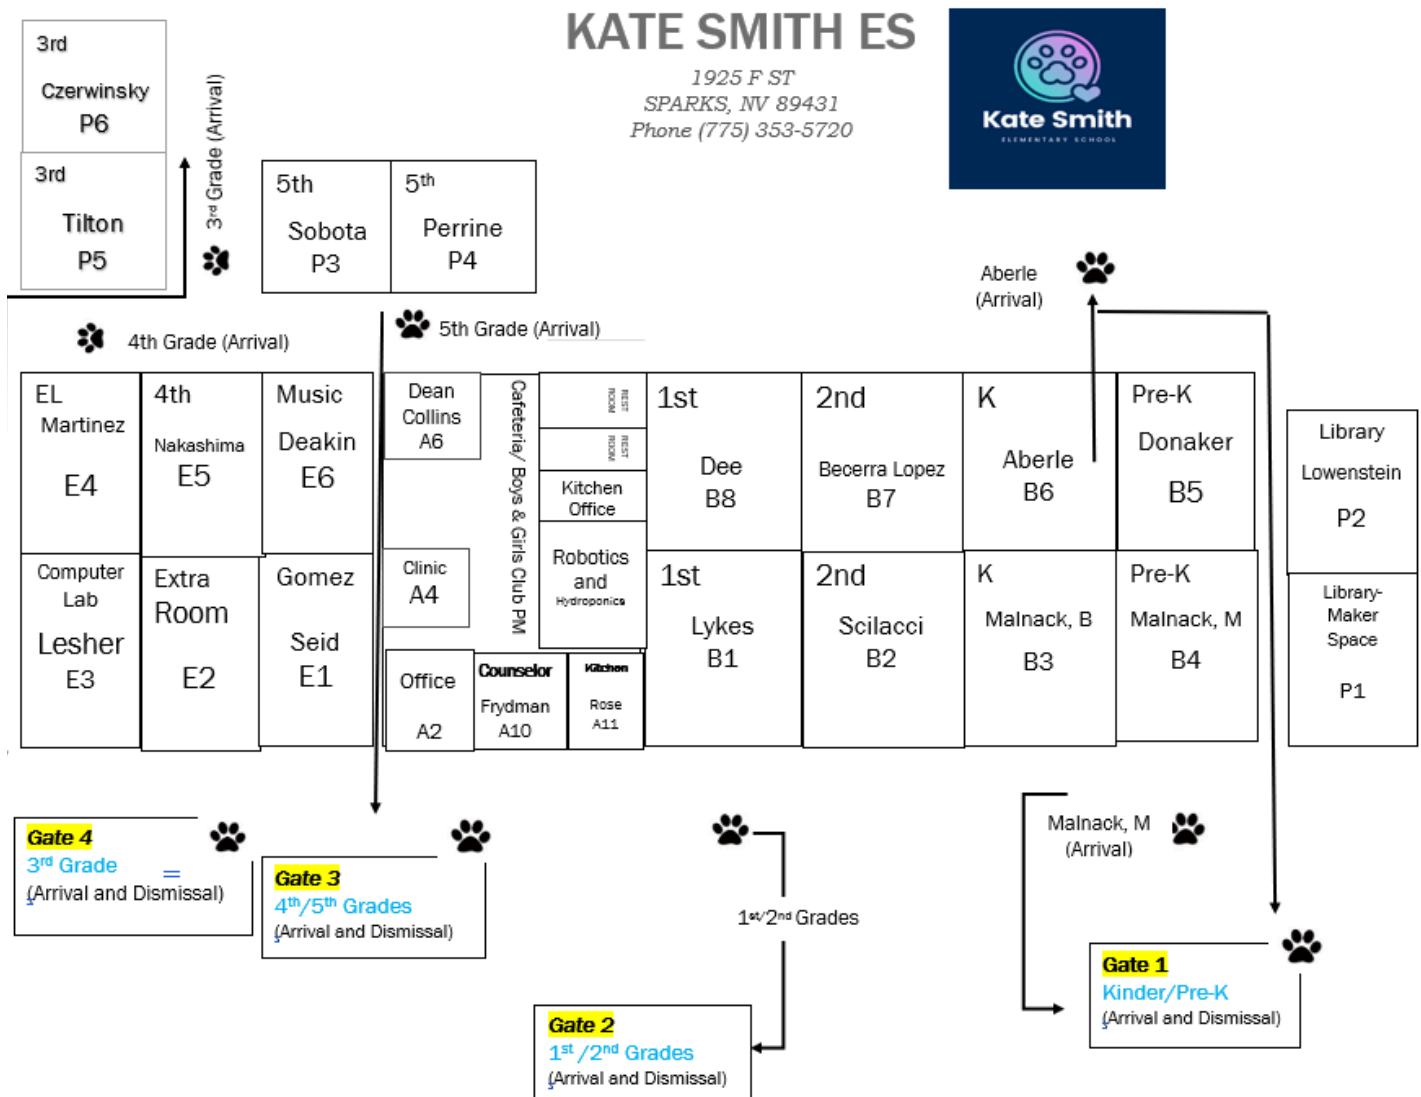 KATE SMITH ES
1925 F ST
SPARKS, NV 89431
Phone (775) 353-5720
Kate Smith
ELEMENTARY SCHOOL
3rd
Czerwinsky
P6
3rd
Tilton
P5
3rd Grade (Arrival)
5th
Sobota
P3
5th
Perrine
P4
Aberle
(Arrival)
4th Grade (Arrival)
5th Grade (Arrival)
EL
Martinez
E4
4th
Nakashima
E5
Music
Deakin
E6
Dean
Collins
A6
Cafeteria/ Boys & Girls Club PM
REST
ROOM
REST
ROOM
Kitchen
Office
Robotics
and
Hydroponics
1st
Dee
B8
2nd
Becerra Lopez
B7
K
Aberle
B6
Pre-K
Donaker
B5
Library
Lowenstein
P2
Computer
Lab
Lesher
E3
Extra
Room
E2
Gomez
Seid
E1
Clinic
A4
Office
A2
Counselor
Frydman
A10
Kitchen
Rose
A11
1st
Lykes
B1
2nd
Scilacci
B2
K
Malnack, B
B3
Pre-K
Malnack, M
B4
Library-
Maker
Space
P1
Gate 4
3rd Grade =
(Arrival and Dismissal)
Gate 3
4th/5th Grades
(Arrival and Dismissal)
1st/2nd Grades
Malnack, M
(Arrival)
Gate 2
1st /2nd Grades
(Arrival and Dismissal)
Gate 1
Kinder/Pre-K
(Arrival and Dismissal)